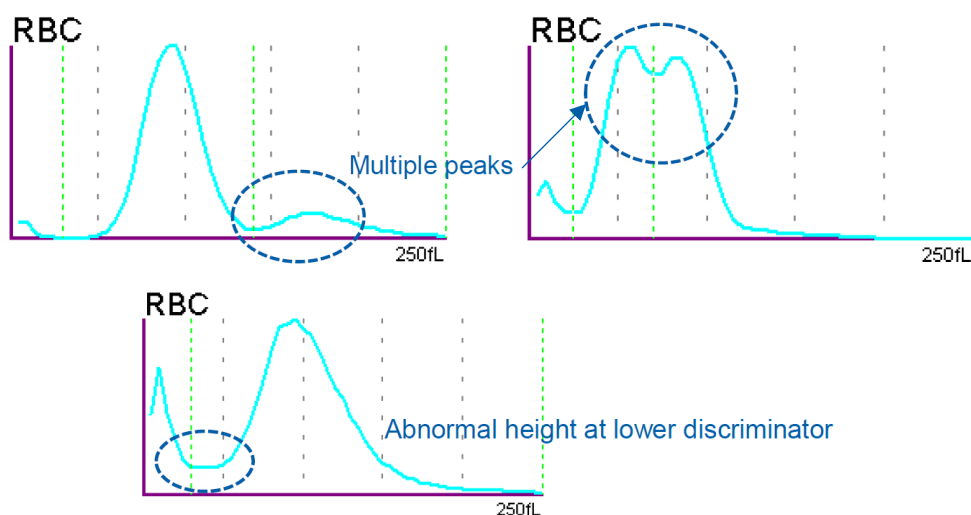 RBC
RBC
Multiple peaks
250fL
250fL
RBC
Abnormal height at lower discriminator
250fL